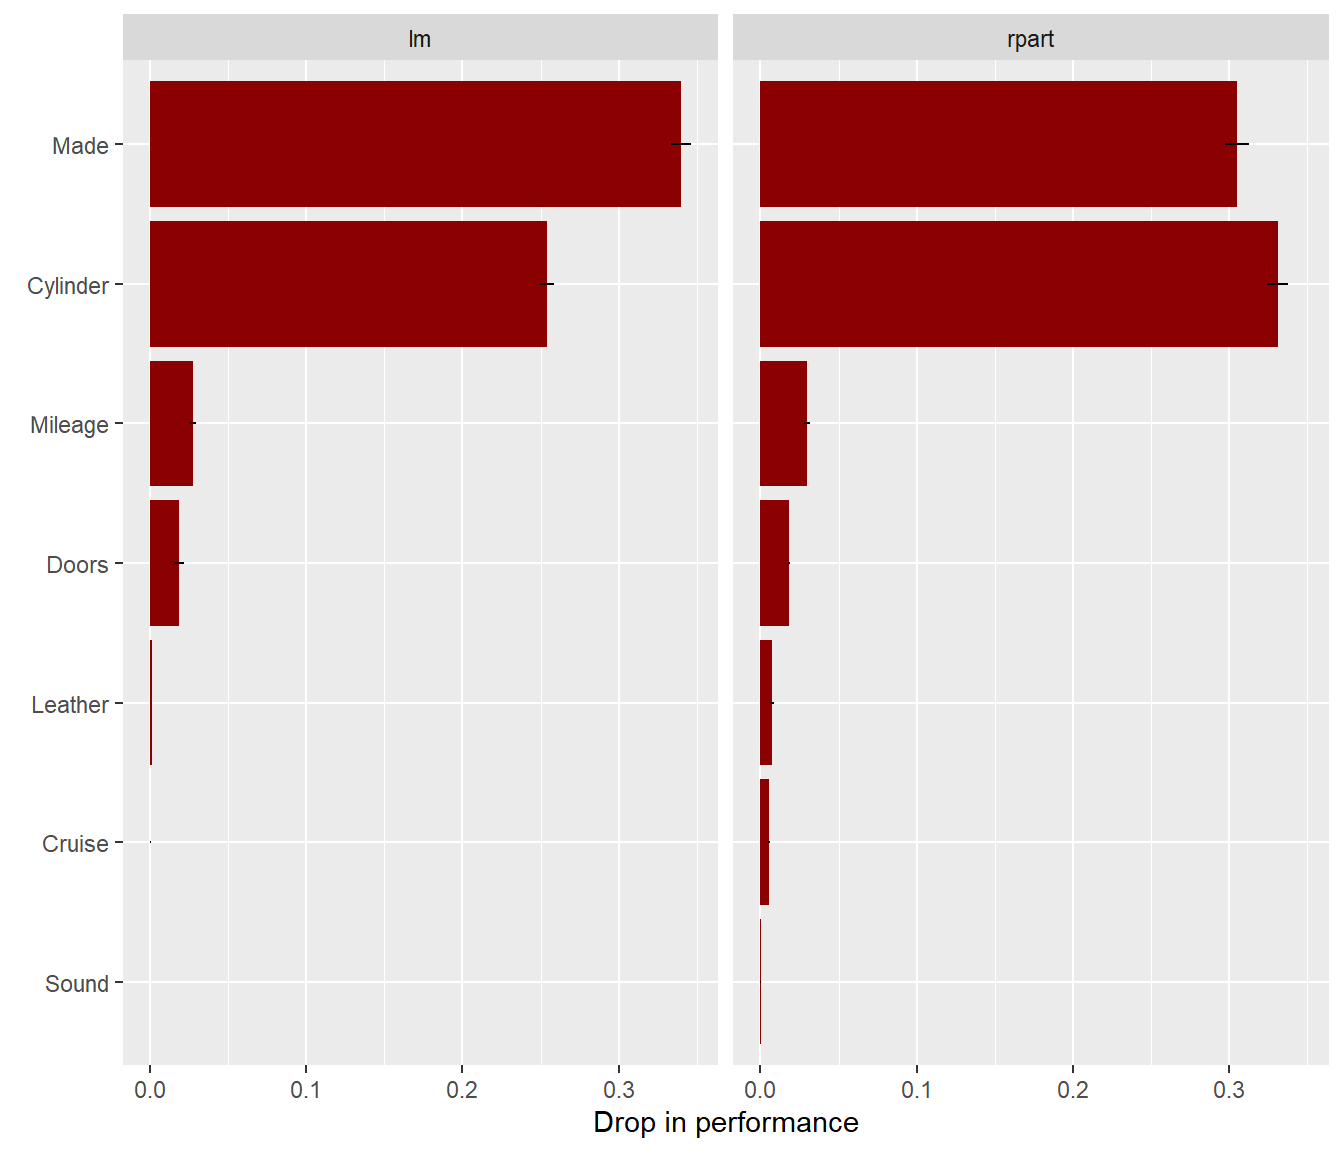 lm
rpart
Made
Cylinder
Mileage
Doors
Leather
Cruise
Sound
0.0 0.1 0.2 0.3 0.0 0.1 0.2 0.3
Drop in performance